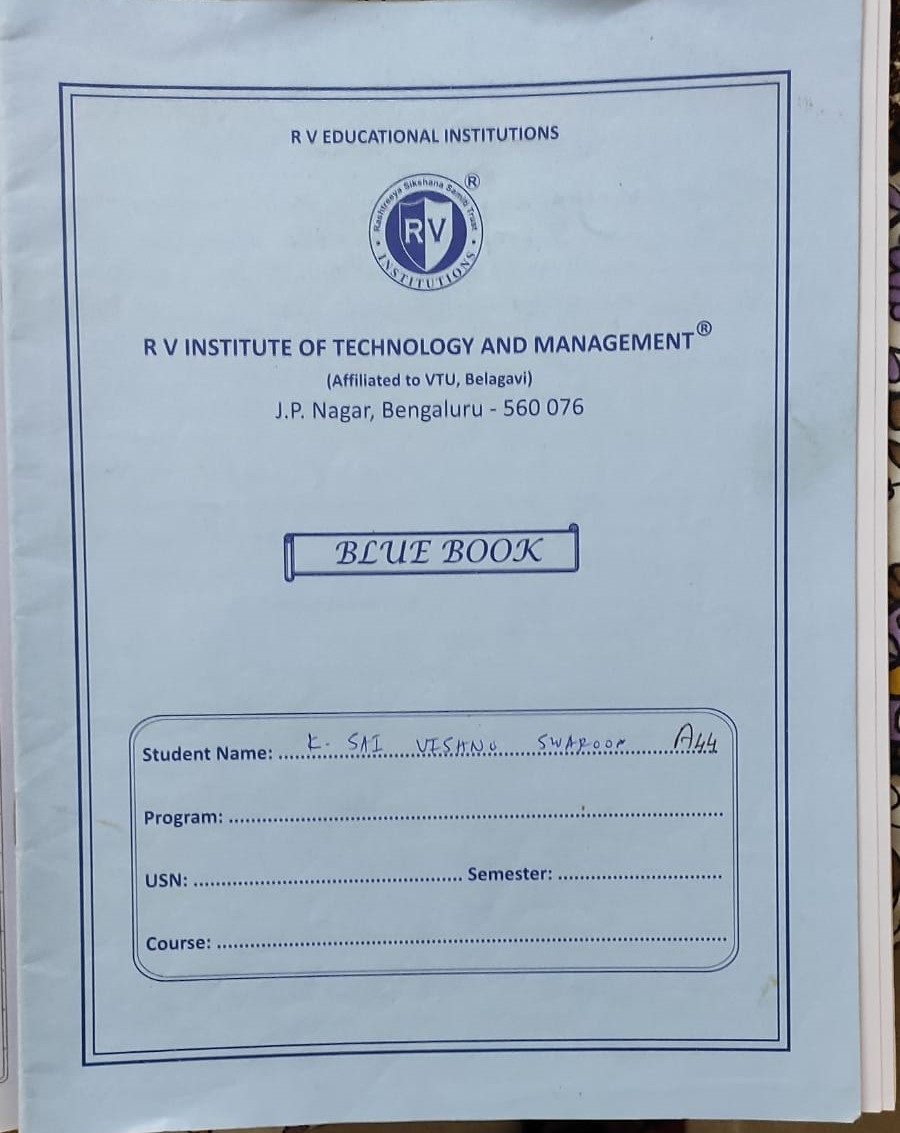 R V EDUCATIONAL INSTITUTIONS
Rashtreeya Sikshana Samithi Trust
®
RV
• INSTITUTIONS •
R V INSTITUTE OF TECHNOLOGY AND MANAGEMENT®
(Affiliated to VTU, Belagavi)
J.P. Nagar, Bengaluru - 560 076
BLUE BOOK
Student Name: K. SAI VISHNU SWAROOP A44
Program:
USN: Semester:
Course: